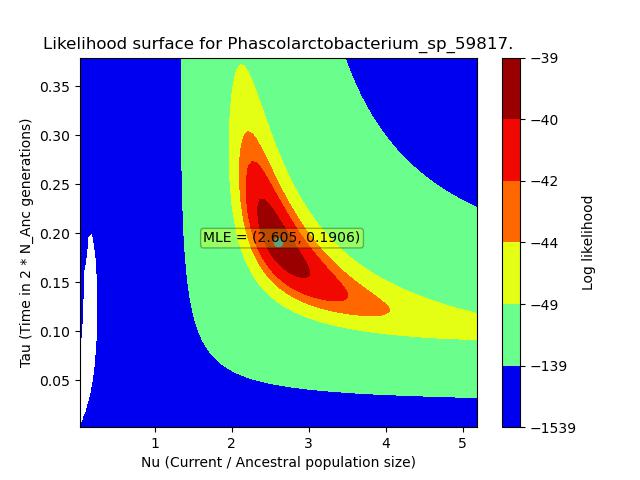 Likelihood surface for Phascolarctobacterium_sp_59817.
0.35
0.30
0.25
0.20
0.15
0.10
0.05
Tau (Time in 2 * N_Anc generations)
MLE = (2.605, 0.1906)
1 2 3 4 5
Nu (Current / Ancestral population size)
−39
−40
−42
−44
−49
−139
−1539
Log likelihood